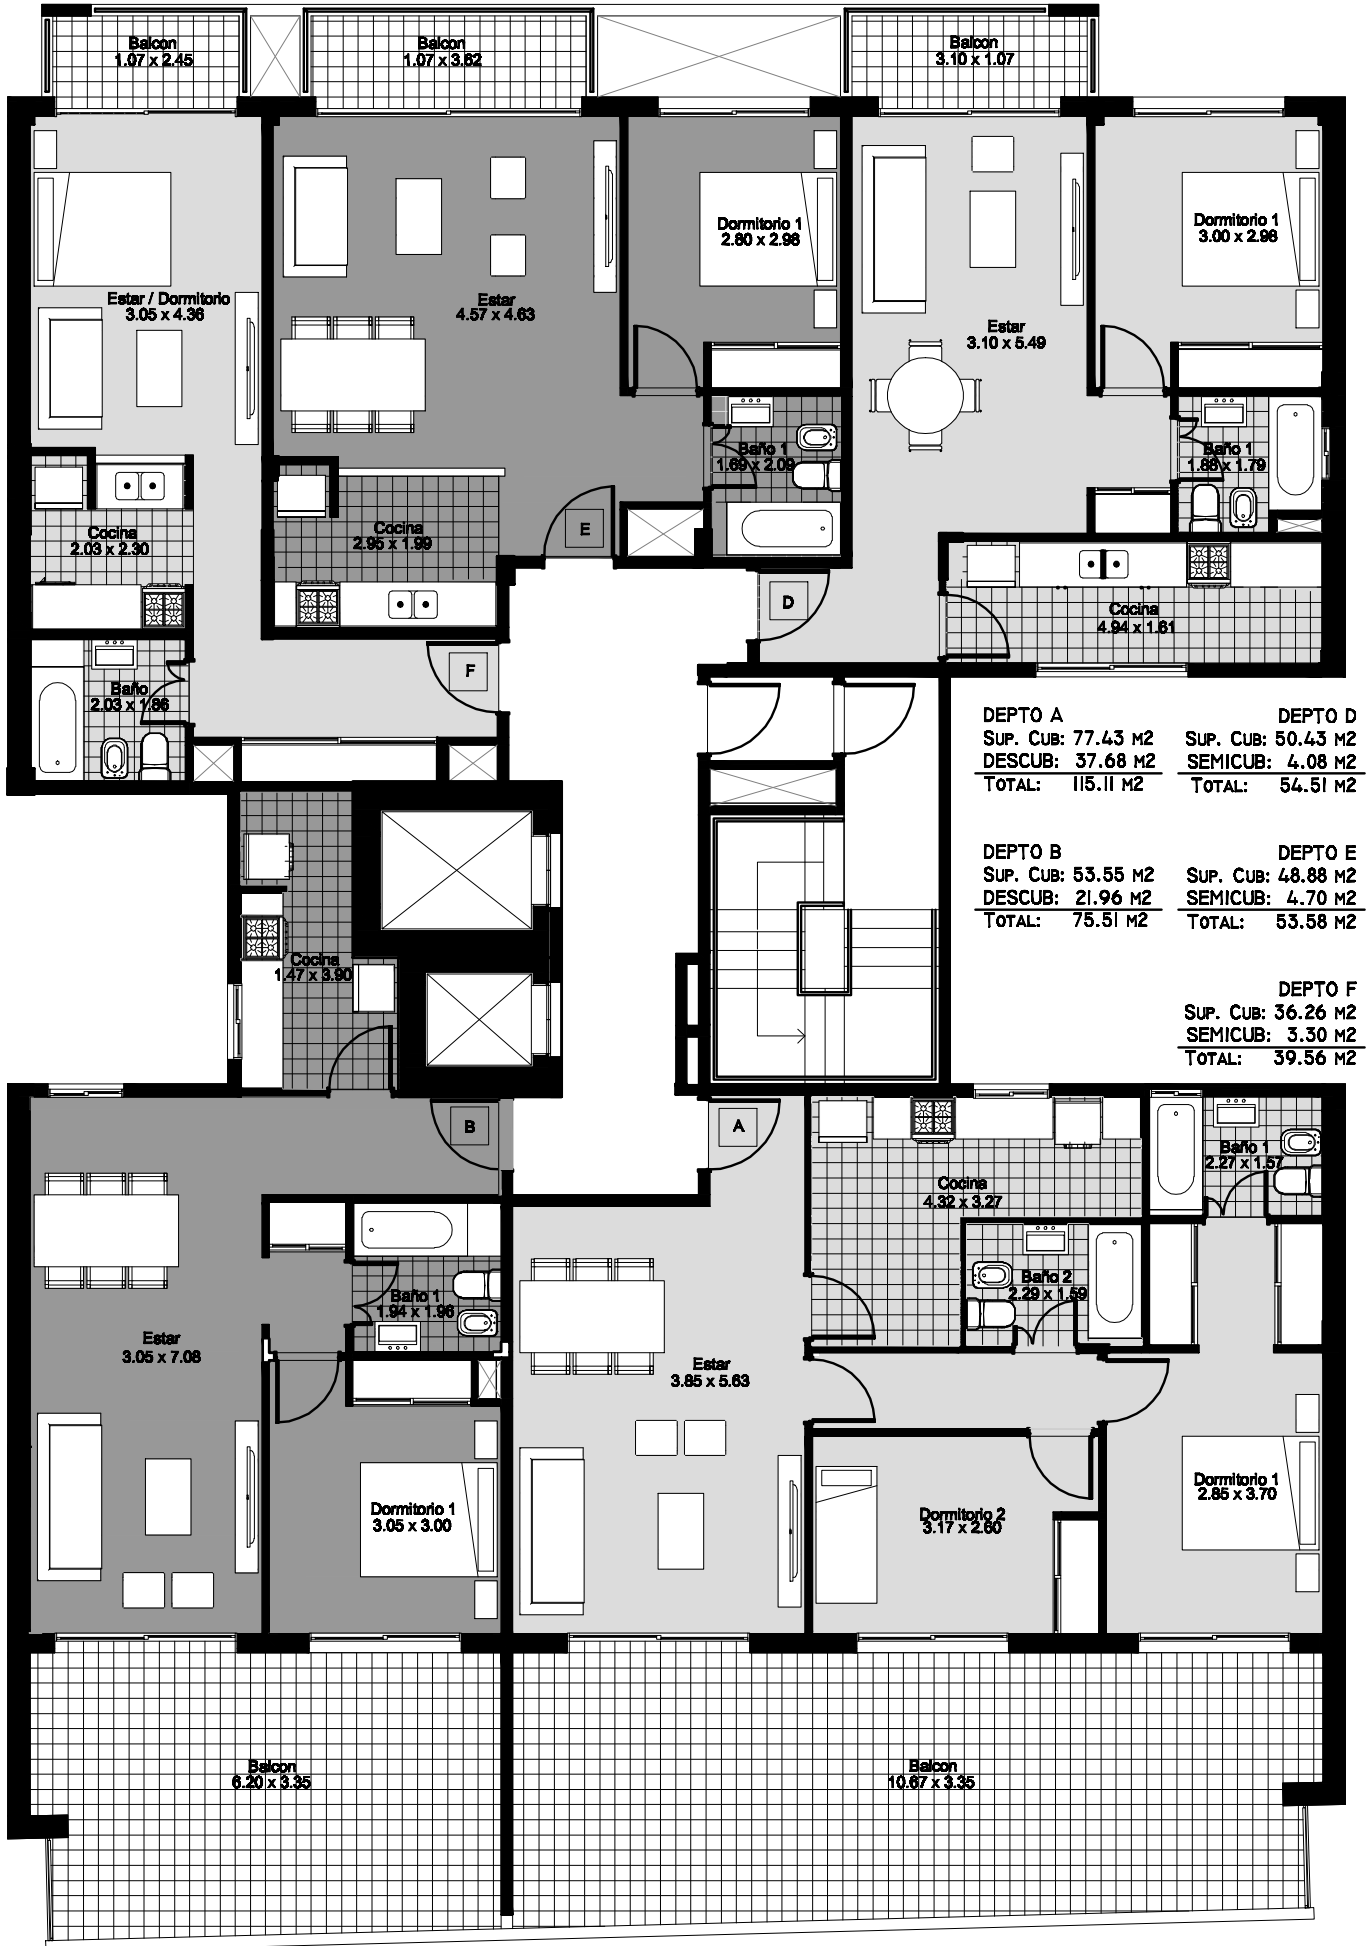 Balcon
1.07 x 2.45
Balcon
1.07 x 3.62
Balcon
3.10 x 1.07
Dormitorio 1
2.80 x 2.98
Dormitorio 1
3.00 x 2.98
Estar / Dormitorio
3.05 x 4.36
Estar
4.57 x 4.63
Estar
3.10 x 5.49
Baño 1
1.69 x 2.09
Baño 1
1.88 x 1.79
Cocina
2.03 x 2.30
Cocina
2.95 x 1.99
E
D
Cocina
4.94 x 1.61
F
Baño
2.03 x 1.86
DEPTO A
SUP. CUB: 77.43 M2
DESCUB: 37.68 M2
TOTAL: 115.11 M2
DEPTO D
SUP. CUB: 50.43 M2
SEMICUB: 4.08 M2
TOTAL: 54.51 M2
DEPTO B
SUP. CUB: 53.55 M2
DESCUB: 21.96 M2
TOTAL: 75.51 M2
DEPTO E
SUP. CUB: 48.88 M2
SEMICUB: 4.70 M2
TOTAL: 53.58 M2
DEPTO F
SUP. CUB: 36.26 M2
SEMICUB: 3.30 M2
TOTAL: 39.56 M2
Cocina
1.47 x 3.90
B
A
Baño 1
2.27 x 1.57
Cocina
4.32 x 3.27
Baño 2
2.29 x 1.59
Baño 1
1.94 x 1.96
Estar
3.05 x 7.08
Estar
3.85 x 5.63
Dormitorio 1
2.85 x 3.70
Dormitorio 1
3.05 x 3.00
Dormitorio 2
3.17 x 2.60
Balcon
6.20 x 3.35
Balcon
10.67 x 3.35